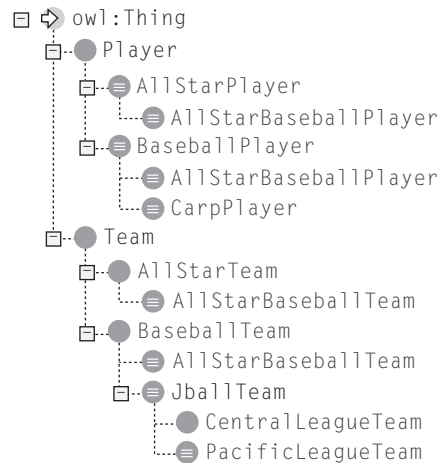 owl:Thing
Player
AllStarPlayer
AllStarBaseballPlayer
BaseballPlayer
AllStarBaseballPlayer
CarpPlayer
Team
AllStarTeam
AllStarBaseballTeam
BaseballTeam
AllStarBaseballTeam
JballTeam
CentralLeagueTeam
PacificLeagueTeam